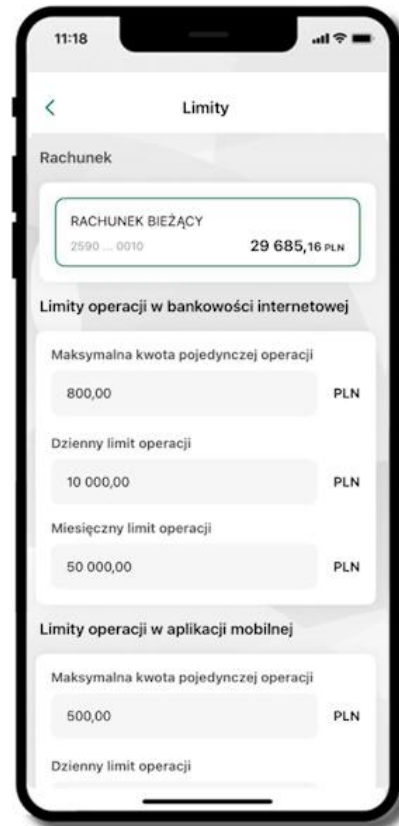 11:18
Limity
Rachunek
RACHUNEK BIEŻĄCY
2590 ... 0010 29 685,16 PLN
Limity operacji w bankowości internetowej
Maksymalna kwota pojedynczej operacji
800,00 PLN
Dzienny limit operacji
10 000,00 PLN
Miesięczny limit operacji
50 000,00 PLN
Limity operacji w aplikacji mobilnej
Maksymalna kwota pojedynczej operacji
500,00 PLN
Dzienny limit operacji